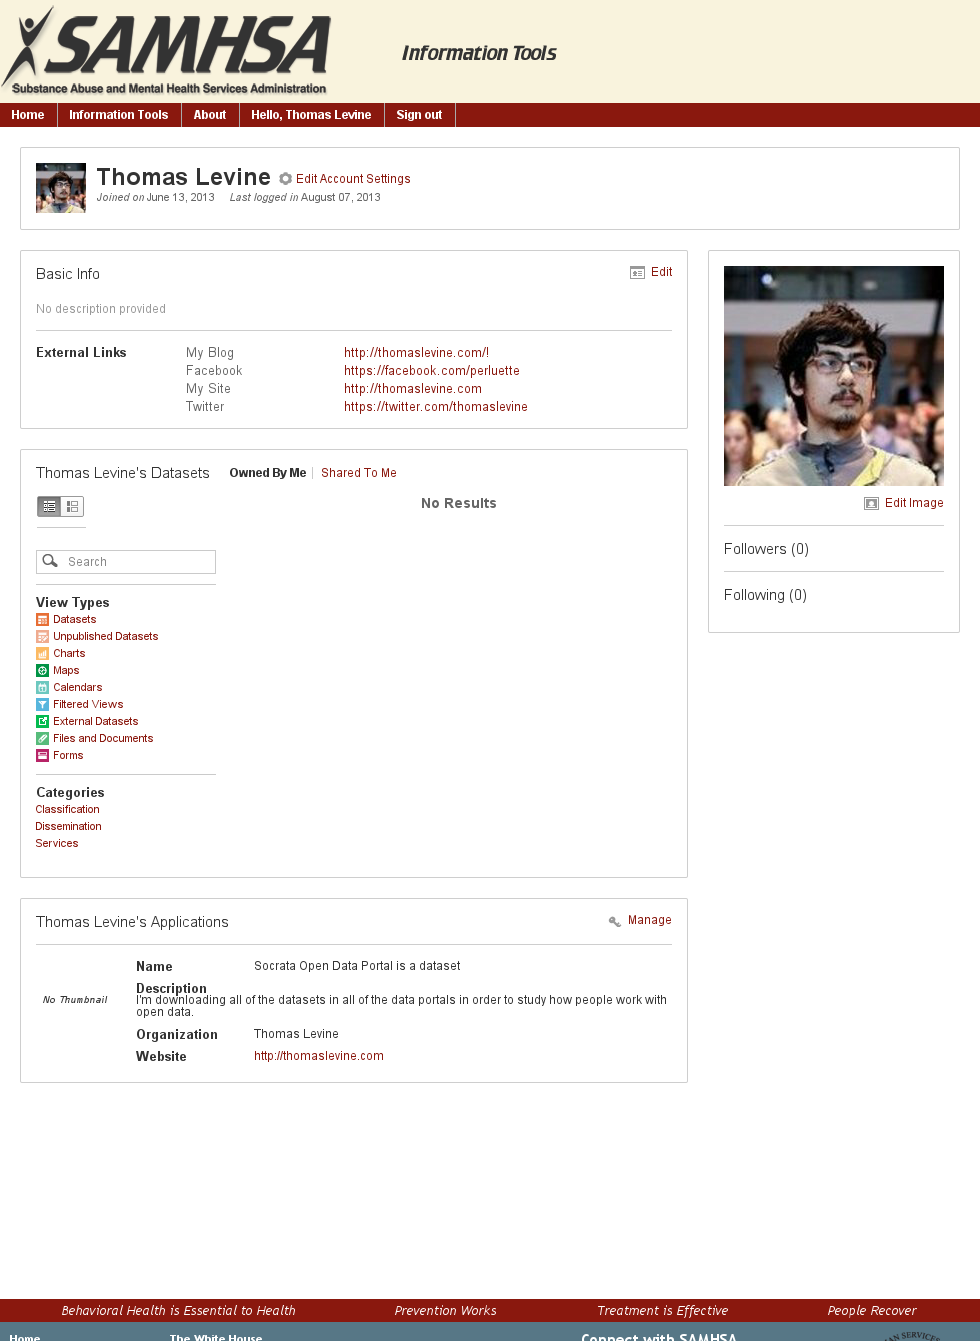 SAMHSA
Substance Abuse and Mental Health Services Administration
Information Tools
Home Information Tools About Hello, Thomas Levine Sign out
Thomas Levine Edit Account Settings
Joined on June 13, 2013 Last logged in August 07, 2013
Basic Info Edit
No description provided
External Links My Blog http://thomaslevine.com/!
Facebook https://facebook.com/perluette
My Site http://thomaslevine.com
Twitter https://twitter.com/thomaslevine
Edit Image
Followers (0)
Following (0)
Thomas Levine's Datasets Owned By Me Shared To Me
No Results
Search
View Types
Datasets
Unpublished Datasets
Charts
Maps
Calendars
Filtered Views
External Datasets
Files and Documents
Forms
Categories
Classification
Dissemination
Services
Thomas Levine's Applications Manage
No Thumbnail
Name Socrata Open Data Portal is a dataset
Description
I'm downloading all of the datasets in all of the data portals in order to study how people work with
open data.
Organization Thomas Levine
Website http://thomaslevine.com
Behavioral Health is Essential to Health Prevention Works Treatment is Effective People Recover
Home The White House Connect with SAMHSA